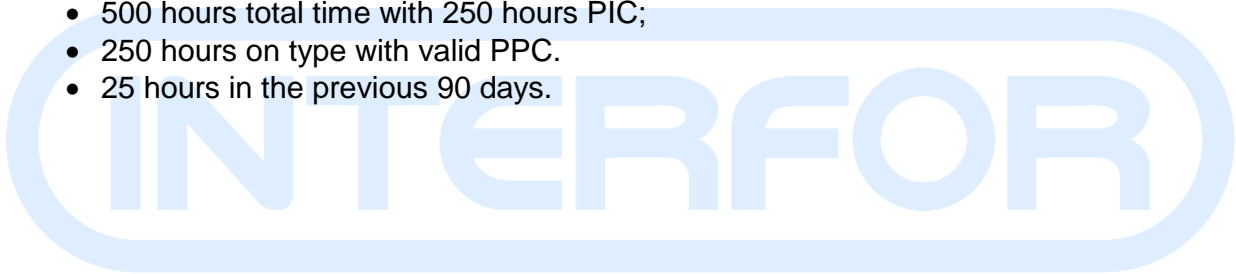 • 500 hours total time with 250 hours PIC;
• 250 hours on type with valid PPC.
• 25 hours in the previous 90 days.
INTERFOR